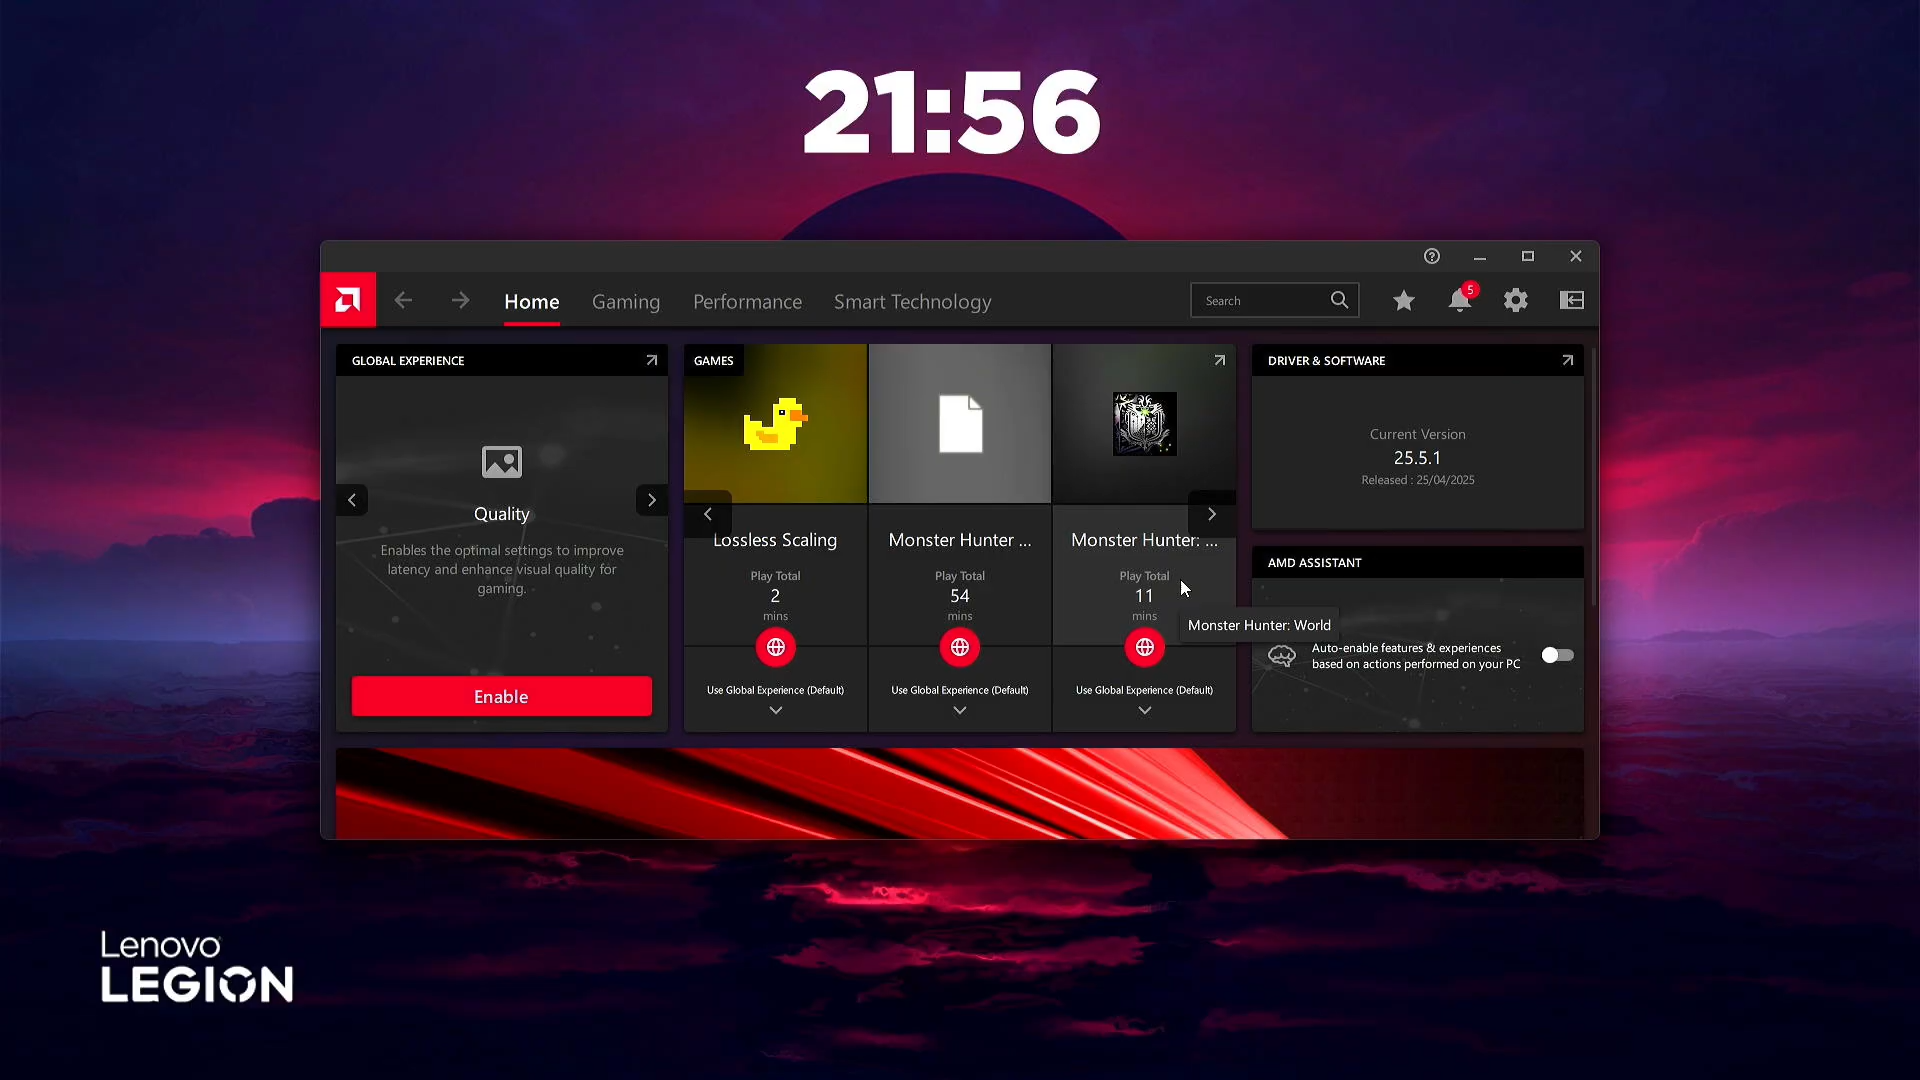 21:56
Home
Gaming
Performance
Smart Technology
Search
5
GLOBAL EXPERIENCE
Quality
Enables the optimal settings to improve
latency and enhance visual quality for
gaming.
Enable
GAMES
Lossless Scaling
Play Total
2
mins
Use Global Experience (Default)
Monster Hunter ...
Play Total
54
mins
Use Global Experience (Default)
Monster Hunter: ...
Play Total
11
mins
Use Global Experience (Default)
Monster Hunter: World
DRIVER & SOFTWARE
Current Version
25.5.1
Released : 25/04/2025
AMD ASSISTANT
Auto-enable features & experiences
based on actions performed on your PC
Lenovo
LEGION